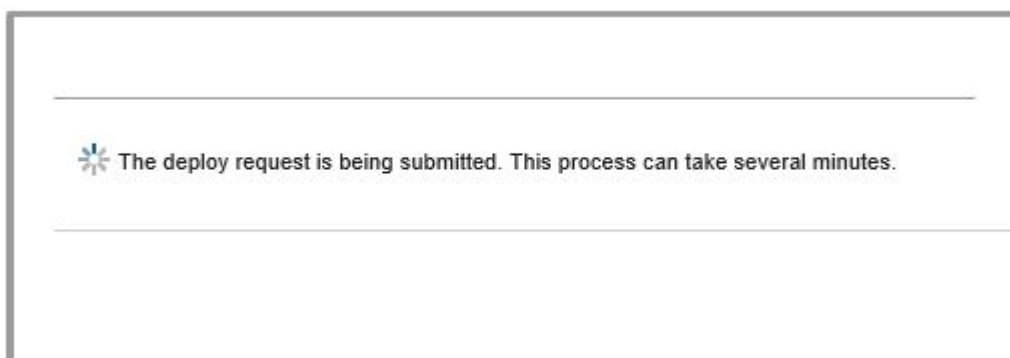 The deploy request is being submitted. This process can take several minutes.